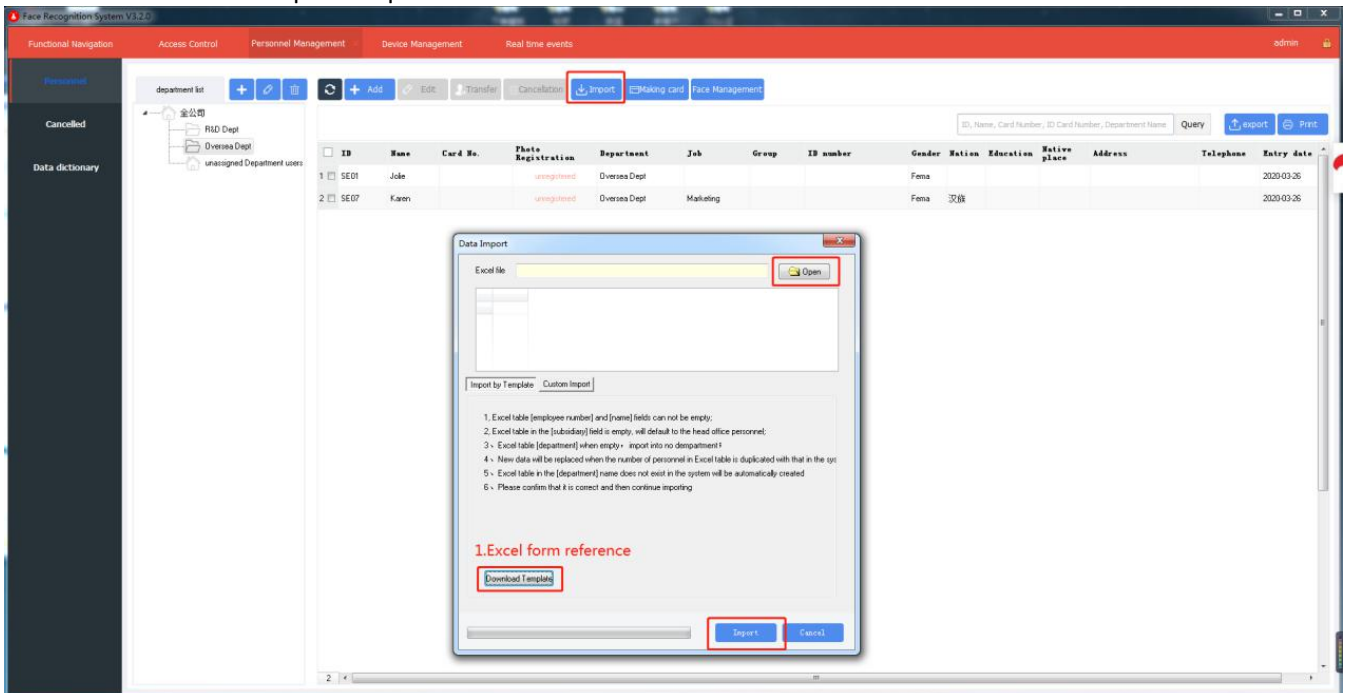 Face Recognition System V3.2.0
Functional Navigation Access Control Personnel Management Device Management Real time events admin
Personnel
Cancelled
Data dictionary
department list
Add Edit Transfer Cancellation Import Making card Face Management
全公司
R&D Dept
Oversea Dept
unassigned Department users
ID, Name, Card Number, ID Card Number, Department Name Query export Print
ID Name Card No. Photo Registration Department Job Group ID number Gender Nation Education Native place Address Telephone Entry date
1 SE01 Jolie unregistered Oversea Dept Fema 2020-03-26
2 SE07 Karen unregistered Oversea Dept Marketing Fema 汉族 2020-03-26
Data Import
Excel file Open
Import by Template Custom Import
1, Excel table [employee number] and [name] fields can not be empty;
2, Excel table in the [subsidiary] field is empty, will default to the head office personnel;
3、 Excel table [department] when empty, import into no dempartment!
4、 New data will be replaced when the number of personnel in Excel table is duplicated with that in the sys
5、 Excel table in the [department] name does not exist in the system will be automatically created
6、 Please confirm that it is correct and then continue importing
1.Excel form reference
Download Template
Import Cancel
2